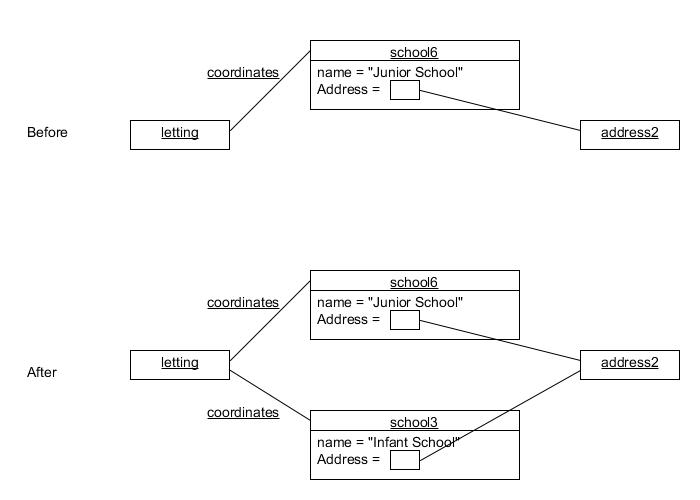 school6
coordinates
name = "Junior School"
Address =
Before
letting
address2
school6
coordinates
name = "Junior School"
Address =
After
letting
address2
coordinates
school3
name = "Infant School"
Address =